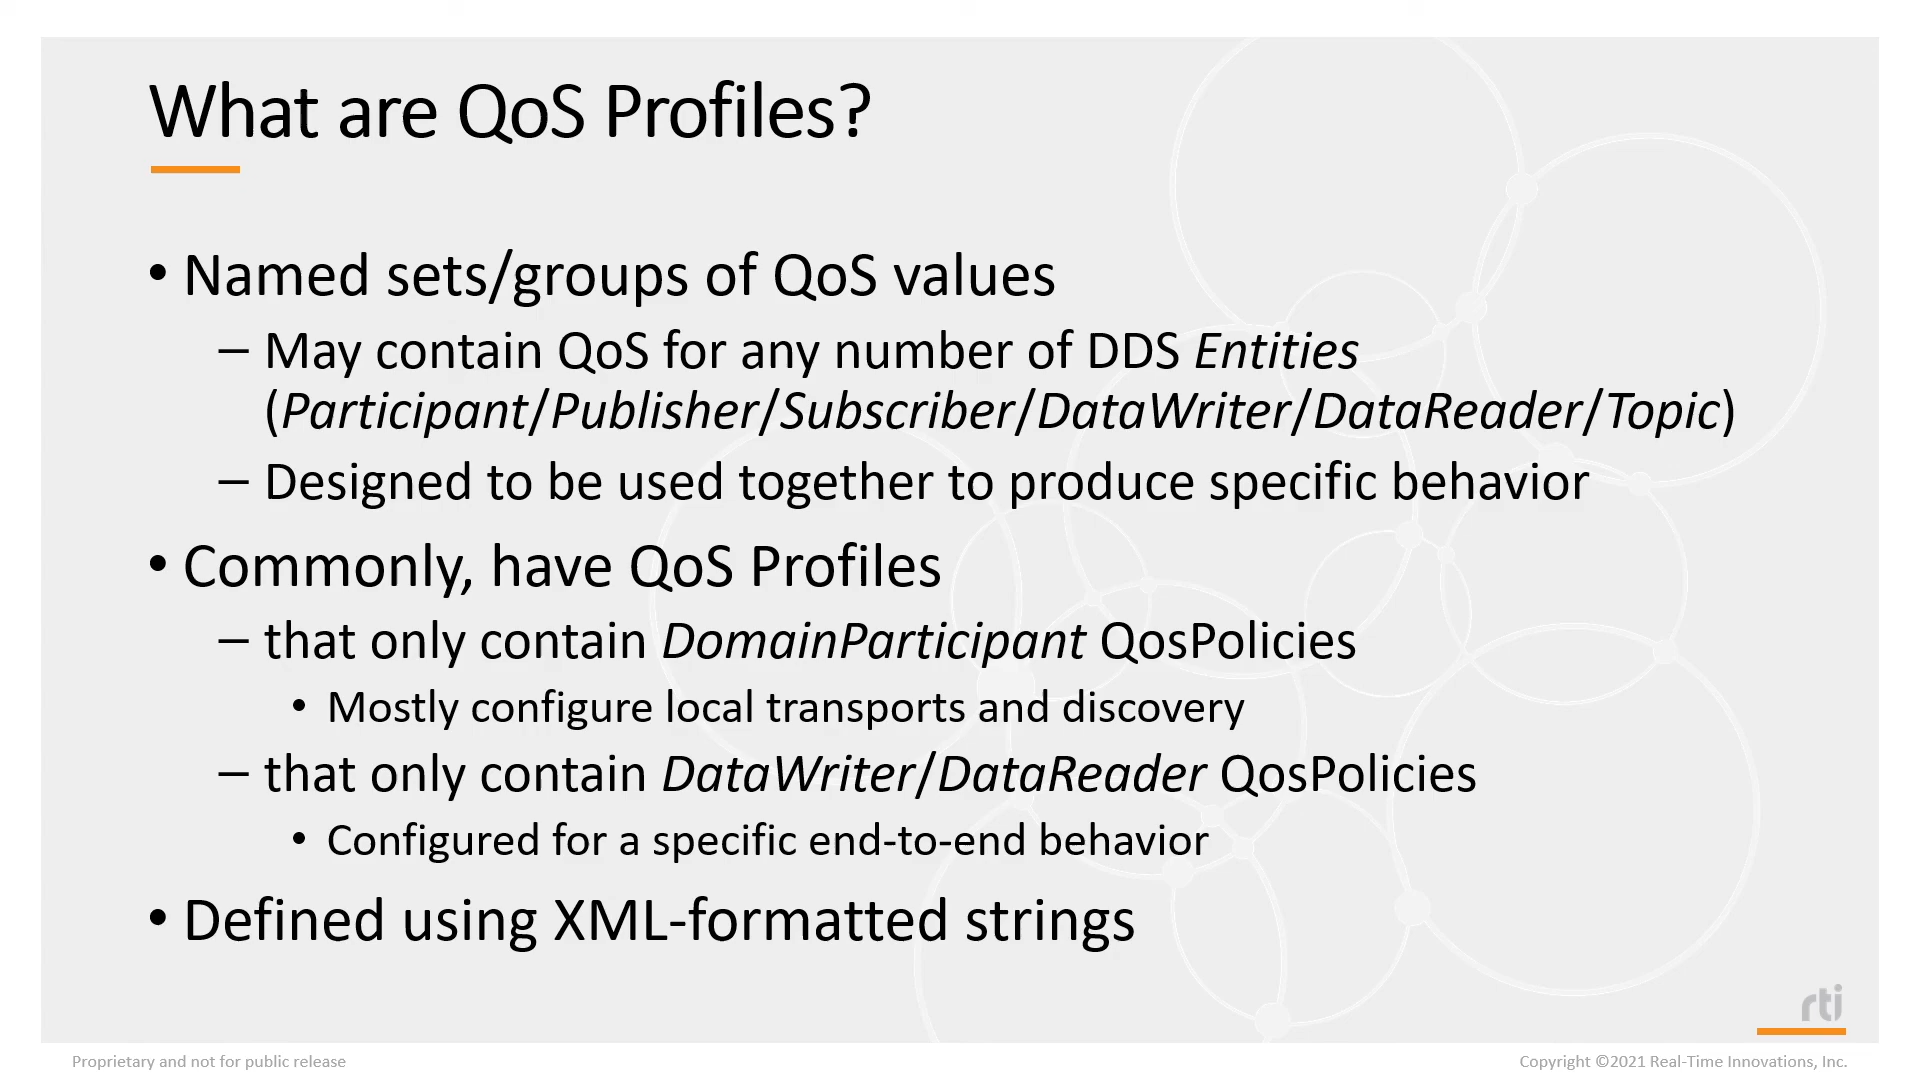 What are QoS Profiles?
• Named sets/groups of QoS values
– May contain QoS for any number of DDS Entities
(Participant/Publisher/Subscriber/DataWriter/DataReader/Topic)
– Designed to be used together to produce specific behavior
• Commonly, have QoS Profiles
– that only contain DomainParticipant QosPolicies
• Mostly configure local transports and discovery
– that only contain DataWriter/DataReader QosPolicies
• Configured for a specific end-to-end behavior
• Defined using XML-formatted strings
rti
Proprietary and not for public release
Copyright ©2021 Real-Time Innovations, Inc.